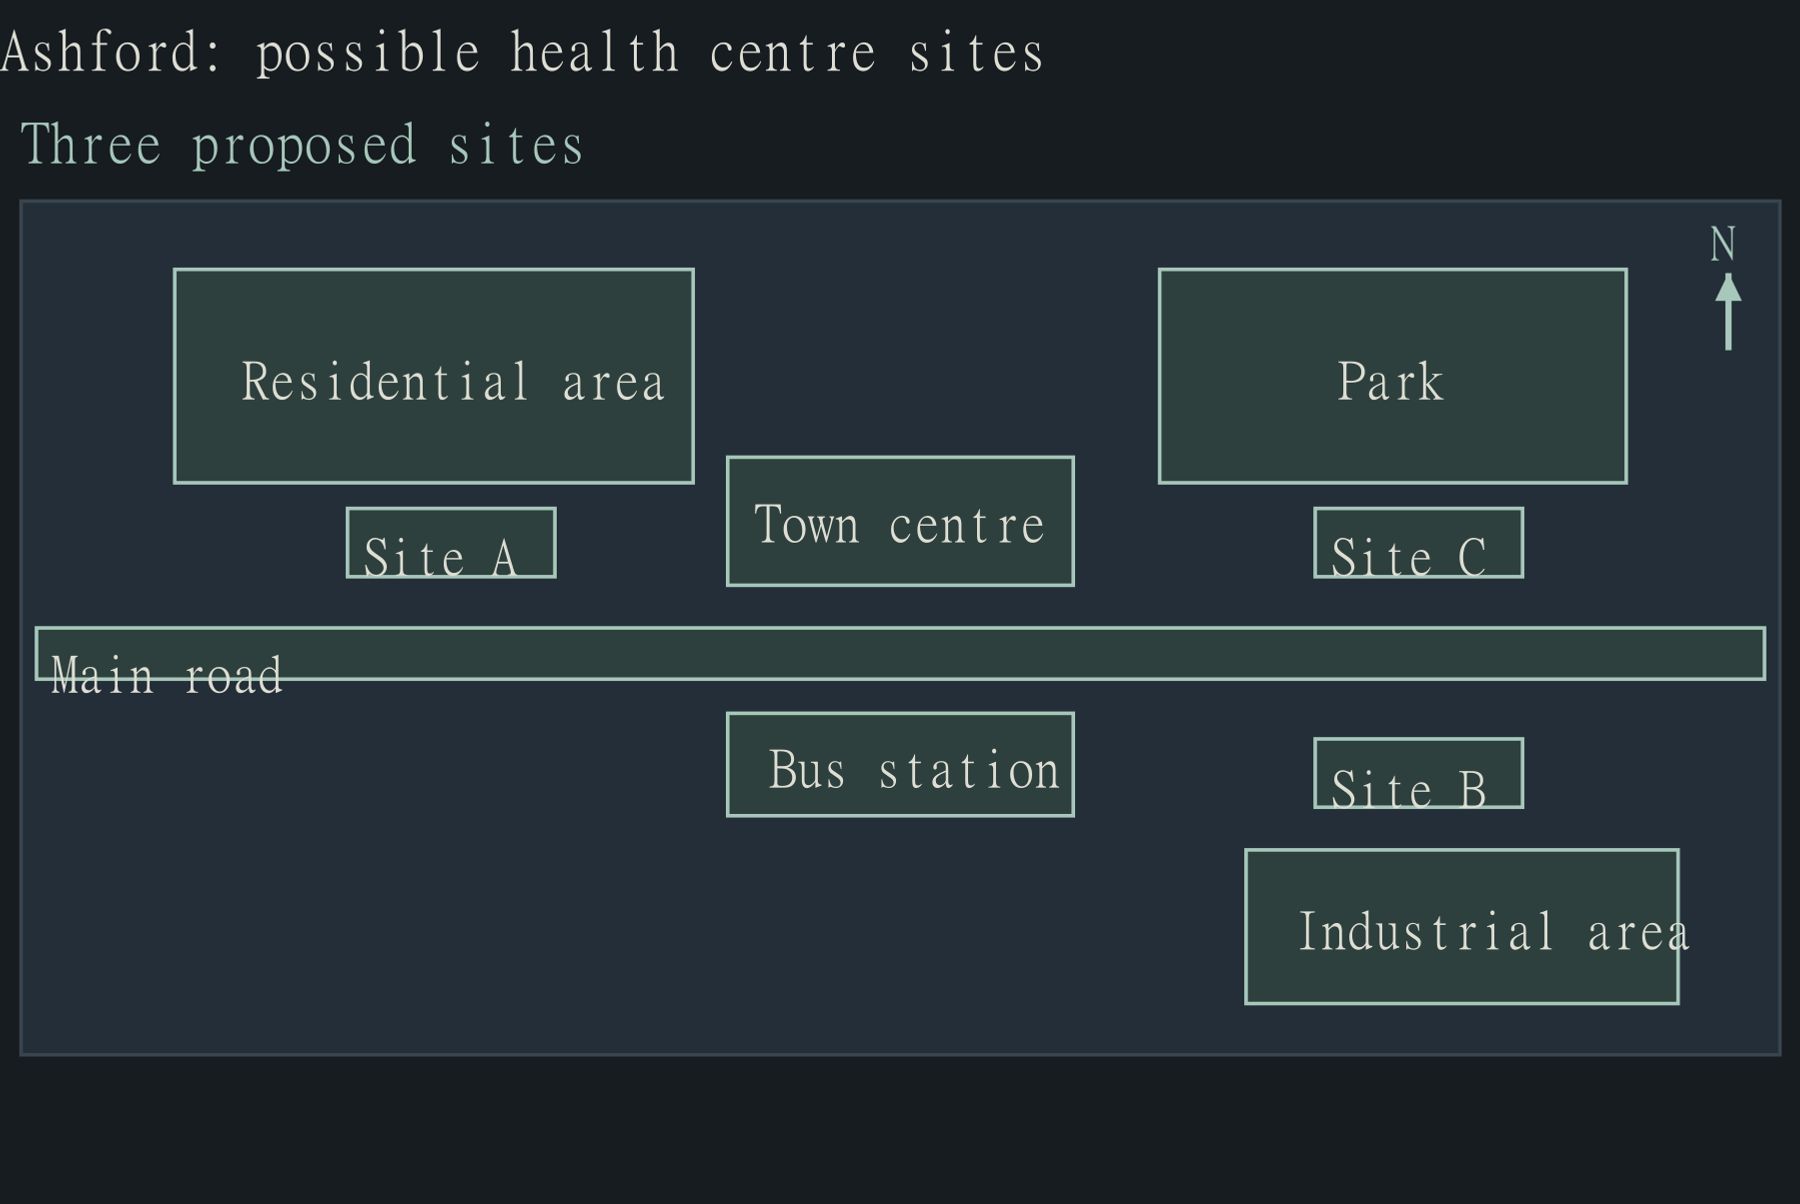 Ashford: possible health centre sites
Three proposed sites
N
Residential area
Park
Town centre
Site A
Site C
Main road
Bus station
Site B
Industrial area